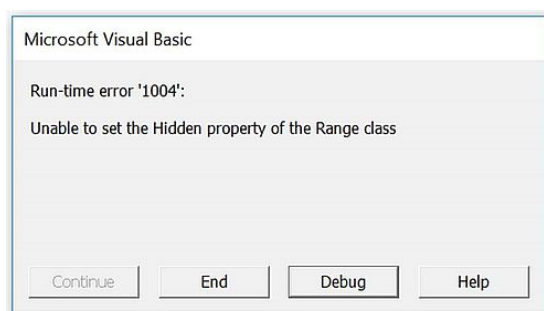 Microsoft Visual Basic
Run-time error '1004':
Unable to set the Hidden property of the Range class
Continue End Debug Help